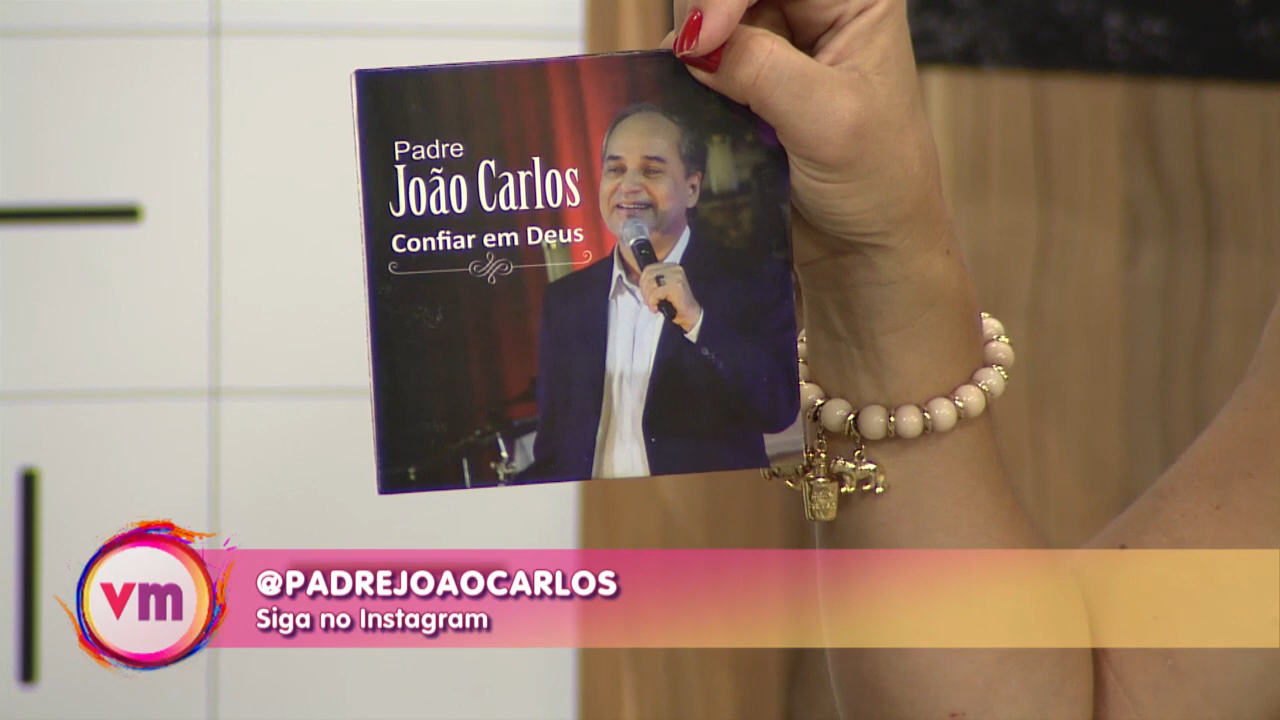 Padre
João Carlos
Confiar em Deus
vm
@PADREJOAOCARLOS
Siga no Instagram